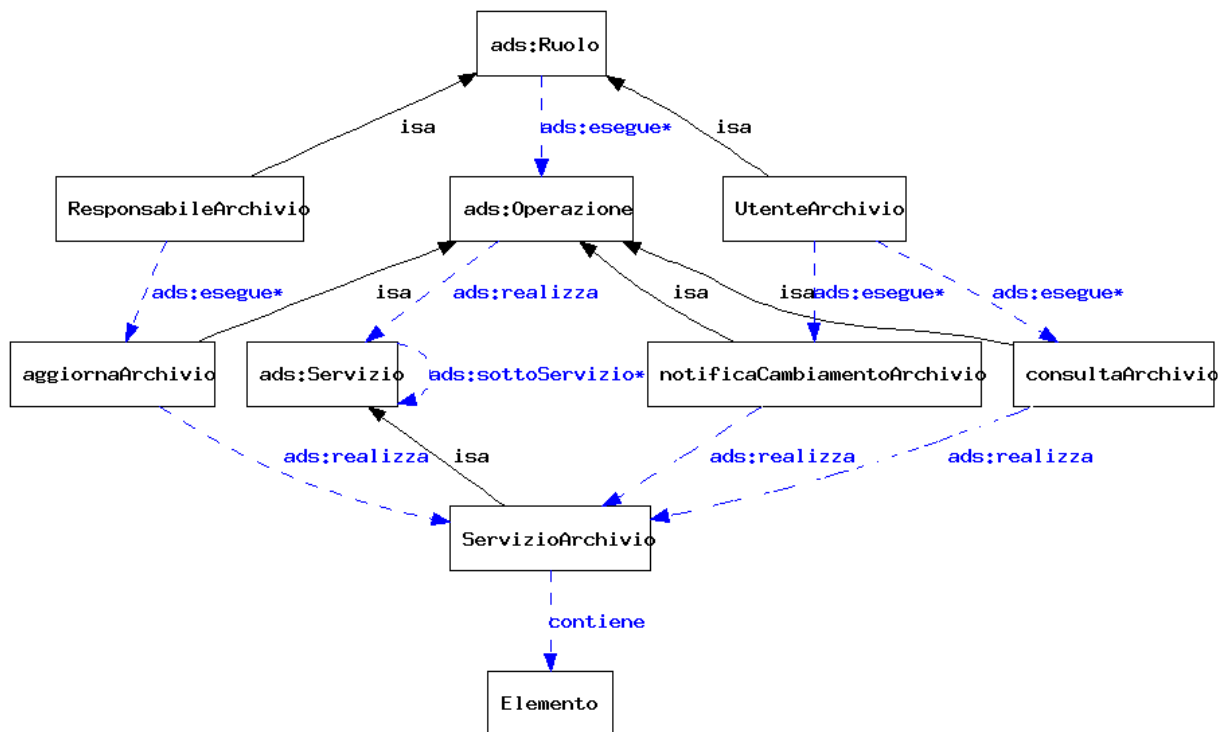 ads:Ruolo
isa
ads:esegue*
isa
ResponsabileArchivio
ads:Operazione
UtenteArchivio
ads:esegue*
isa
ads:realizza
isa
isa
ads:esegue*
ads:esegue*
aggiornaArchivio
ads:Servizio
ads:sottoServizio*
notificaCambiamentoArchivio
consultaArchivio
ads:realizza
isa
ads:realizza
ads:realizza
ServizioArchivio
contiene
Elemento